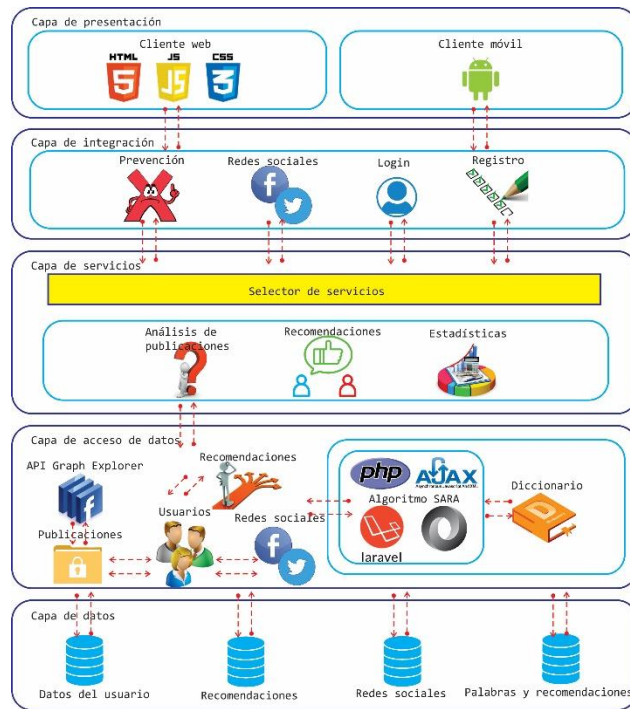 Capa de presentación
Cliente web
HTML JS CSS
5 JS 3
Cliente móvil
Capa de integración
Prevención
Redes sociales
Login
Registro
Capa de servicios
Selector de servicios
Análisis de
publicaciones
Recomendaciones
Estadísticas
Capa de acceso de datos
API Graph Explorer
Recomendaciones
Publicaciones
Usuarios
Redes sociales
php
AJAX
Algoritmo SARA
laravel
Diccionario
D
Capa de datos
Datos del usuario
Recomendaciones
Redes sociales
Palabras y recomendaciones